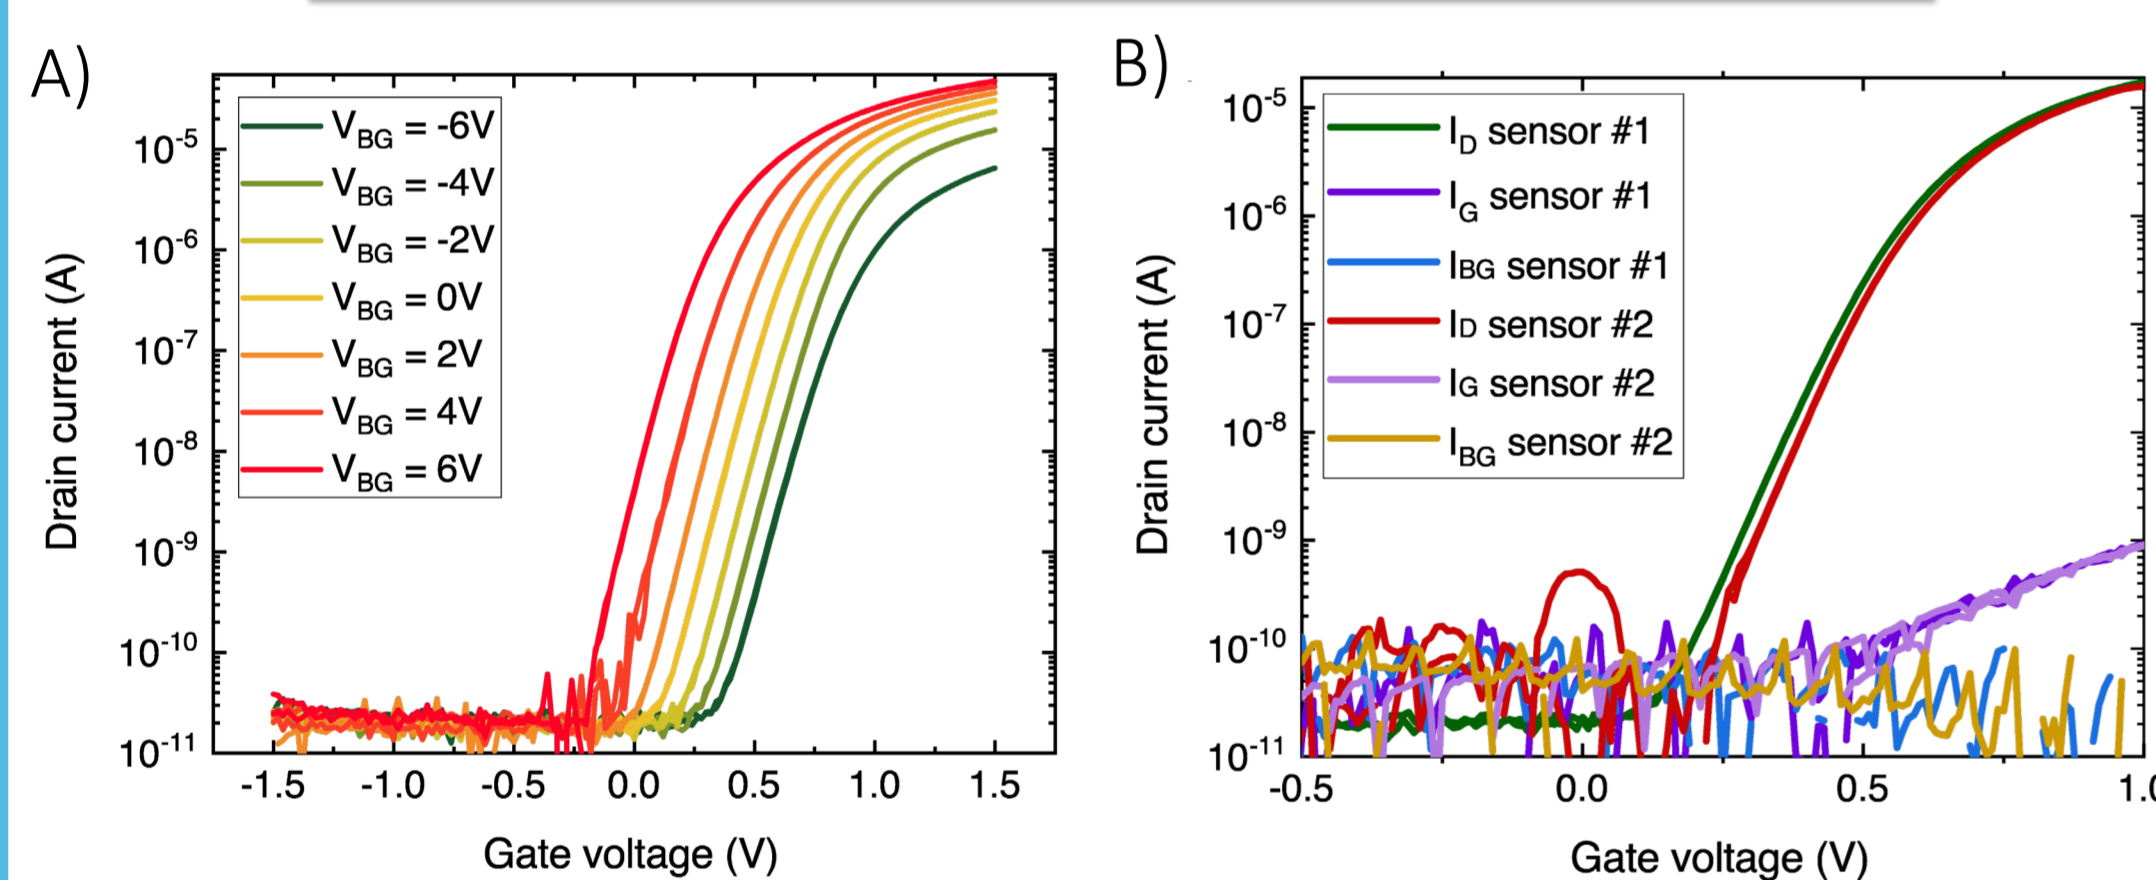 A)
V_BG = -6V
V_BG = -4V
V_BG = -2V
V_BG = 0V
V_BG = 2V
V_BG = 4V
V_BG = 6V
Drain current (A)
10^-5
10^-6
10^-7
10^-8
10^-9
10^-10
10^-11
-1.5 -1.0 -0.5 0.0 0.5 1.0 1.5
Gate voltage (V)
B)
I_D sensor #1
I_G sensor #1
IBG sensor #1
ID sensor #2
IG sensor #2
I_BG sensor #2
Drain current (A)
10^-5
10^-6
10^-7
10^-8
10^-9
10^-10
10^-11
-0.5 0.0 0.5
Gate voltage (V)